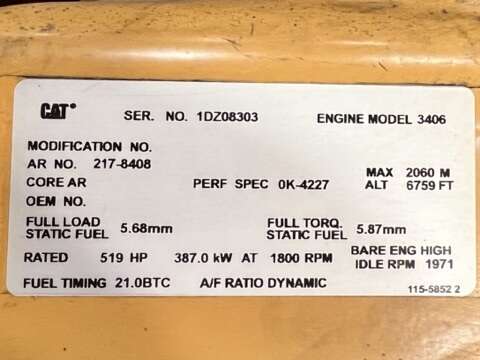 CAT SER. NO. 1DZ08303 ENGINE MODEL 3406
MODIFICATION NO.
AR NO. 217-8408
CORE AR PERF SPEC 0K-4227
MAX 2060 M
ALT 6759 FT
OEM NO.
FULL LOAD
STATIC FUEL 5.68mm
FULL TORQ.
STATIC FUEL 5.87mm
RATED 519 HP 387.0 kW AT 1800 RPM
BARE ENG HIGH
IDLE RPM 1971
FUEL TIMING 21.0BTC A/F RATIO DYNAMIC
115-5852 2